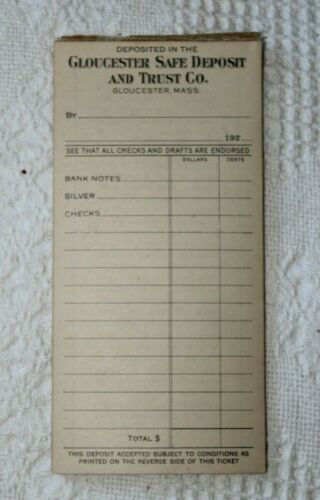 DEPOSITED IN THE
GLOUCESTER SAFE DEPOSIT
AND TRUST CO.
GLOUCESTER, MASS.
BY
192
SEE THAT ALL CHECKS AND DRAFTS ARE ENDORSED
DOLLARS CENTS
BANK NOTES
SILVER
CHECKS
TOTAL $
THIS DEPOSIT ACCEPTED SUBJECT TO CONDITIONS AS
PRINTED ON THE REVERSE SIDE OF THIS TICKET